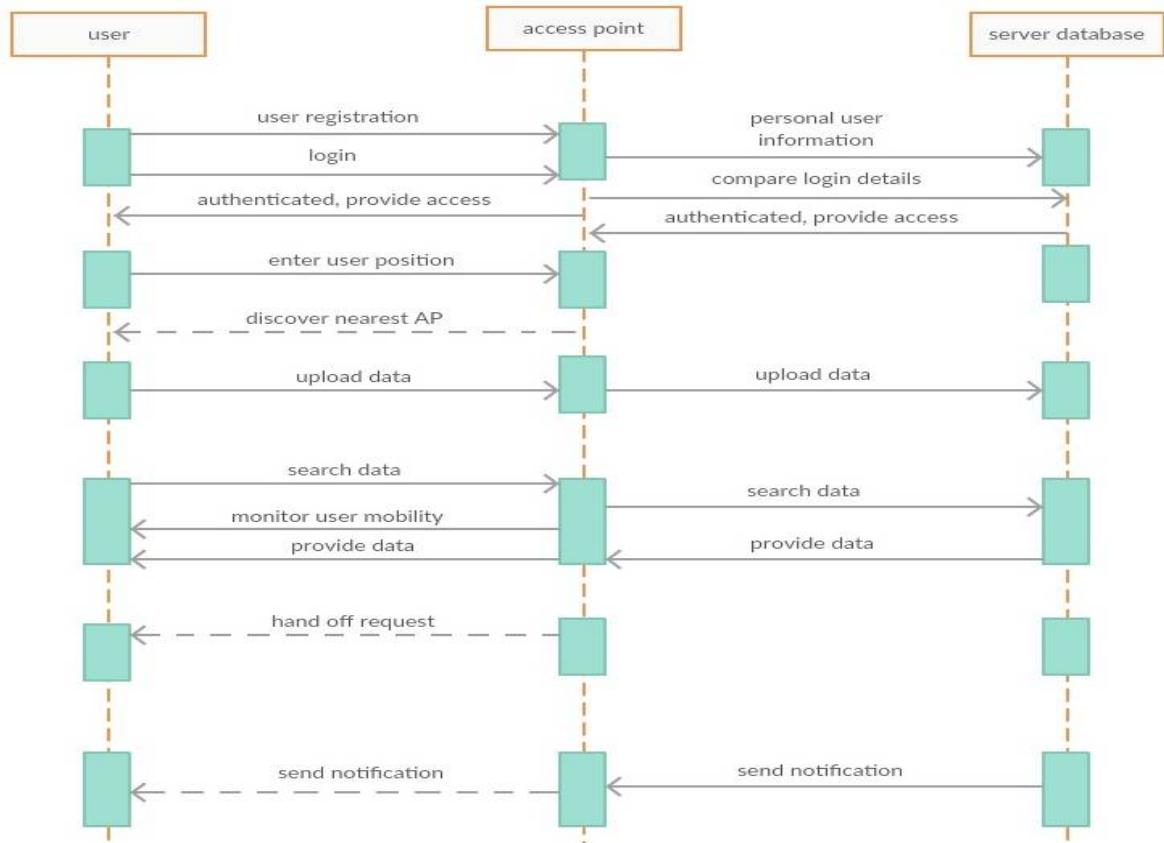 user
access point
server database
user registration
personal user
information
login
compare login details
authenticated, provide access
authenticated, provide access
enter user position
discover nearest AP
upload data
upload data
search data
search data
monitor user mobility
provide data
provide data
hand off request
send notification
send notification